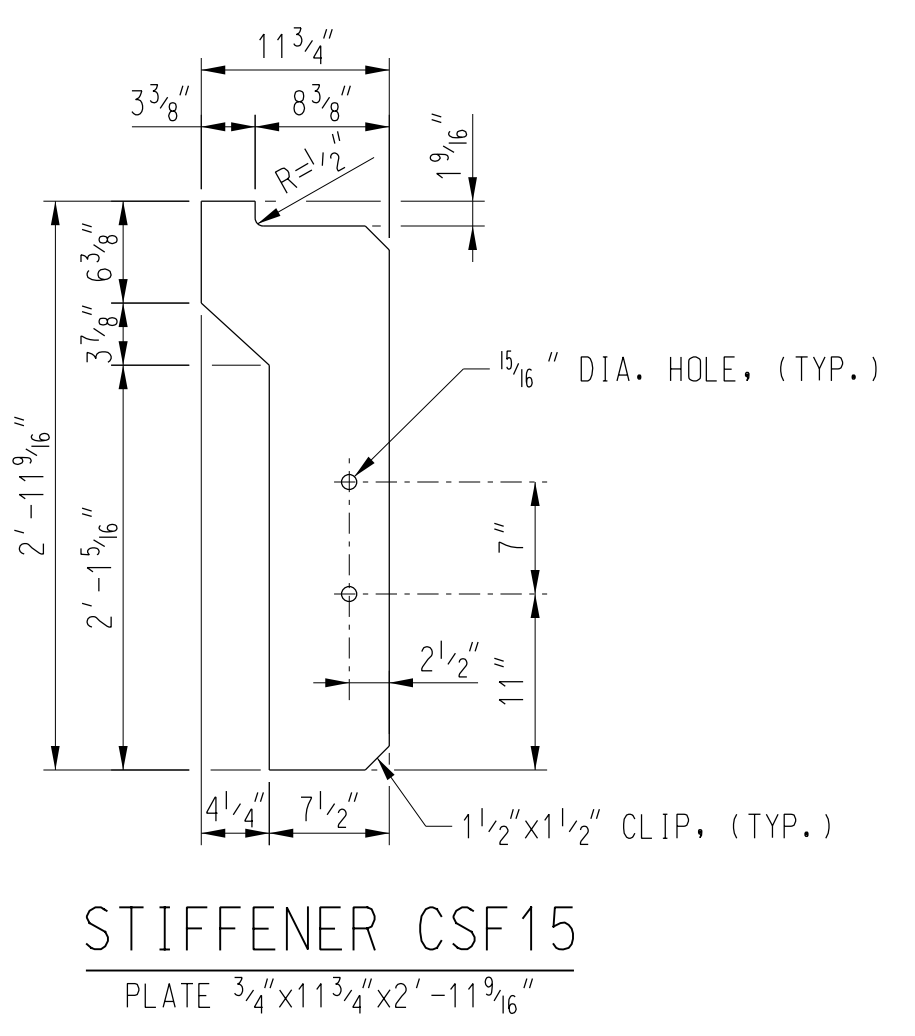 11 3/4"
3 3/8"
8 3/8"
R=1/2"
1 9/16"
6 3/8"
3 7/8"
15/16 " DIA. HOLE, (TYP.)
2'-11 9/16"
2'-1 5/16"
7"
2 1/2"
11"
4 1/4"
7 1/2"
1 1/2"x1 1/2" CLIP, (TYP.)
STIFFENER CSF15
PLATE 3/4"x11 3/4"x2'-11 9/16"